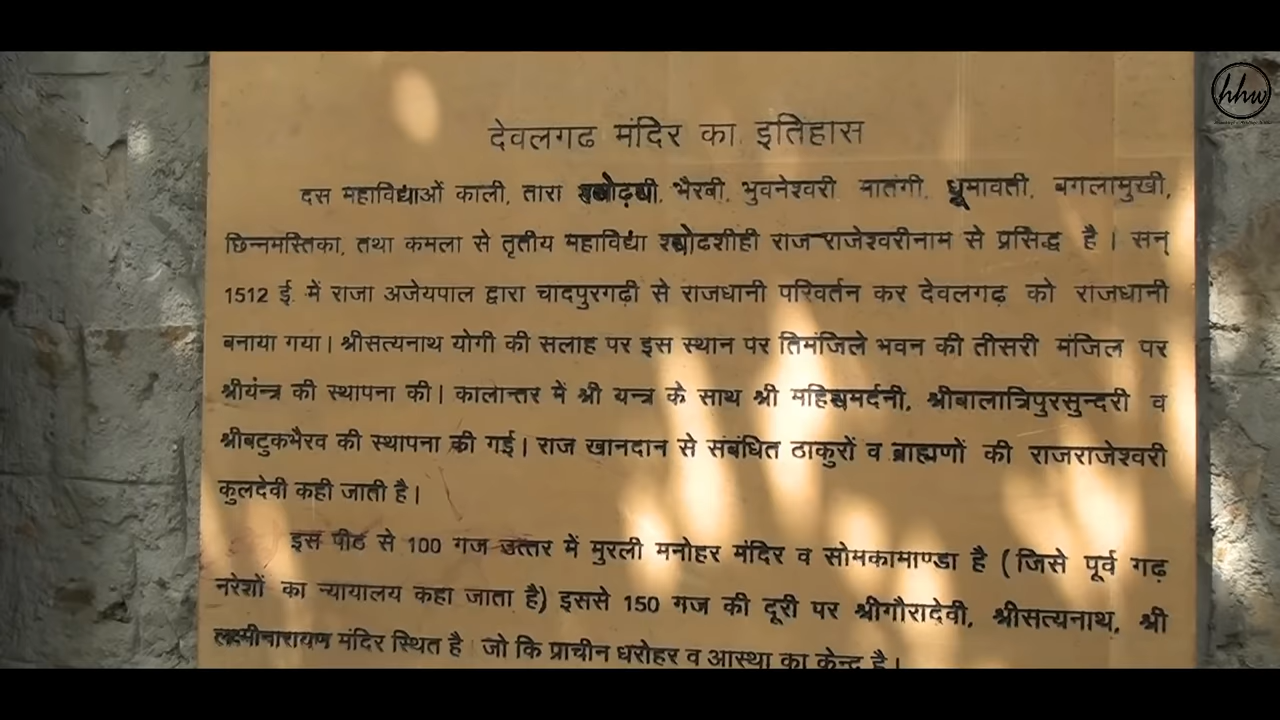 hhw
देवलगढ मंदिर का इतिहास
दस महाविद्याओं काली, तारा भैरवी, भुवनेश्वरी मातंगी, धूमावती, बगलामुखी,
छिन्नमस्तिका, तथा कमला से तृतीय महाविद्या राज राजेश्वरीनाम से प्रसिद्ध है। सन्
1512 ई. में राजा अजेयपाल द्वारा चादपुरगढ़ी से राजधानी परिवर्तन कर देवलगढ़ को राजधानी
बनाया गया। श्रीसत्यनाथ योगी की सलाह पर इस स्थान पर तिमंजिले भवन की तीसरी मंजिल पर
श्रीयंन्त्र की स्थापना की। कालान्तर में श्री यन्त्र के साथ श्री महिषमर्दनी, श्रीबालात्रिपुरसुन्दरी व
श्रीबटुकभैरव की स्थापना की गई। राज खानदान से संबंधित ठाकुरों व ब्राह्मणों की राजराजेश्वरी
कुलदेवी कही जाती है।
इस पीठ से 100 गज उत्तर में मुरली मनोहर मंदिर व सोमकामाण्डा है (जिसे पूर्व गढ़
नरेशों का न्यायालय कहा जाता है) इससे 150 गज की दूरी पर श्रीगौरादेवी, श्रीसत्यनाथ, श्री
लक्ष्मीनारायण मंदिर स्थित है। जो कि प्राचीन धरोहर व आस्था का केन्द्र है।